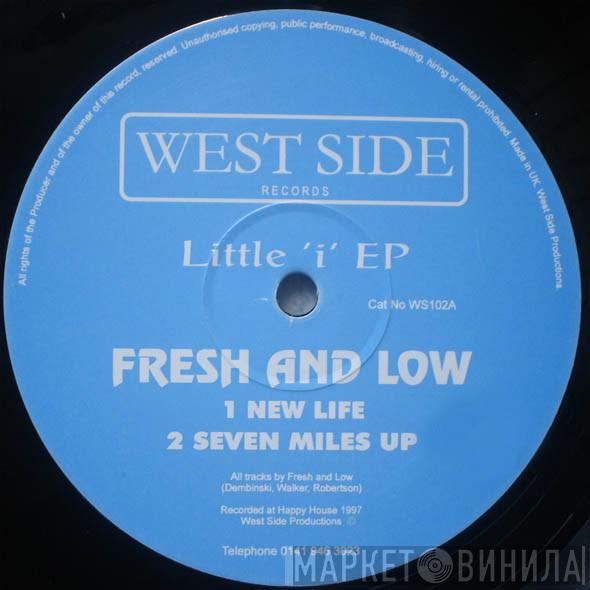 All rights of the Producer and of the owner of this record, reserved. Unauthorised copying, public performance, broadcasting, hiring or rental prohibited. Made in UK. West Side Productions
WEST SIDE
RECORDS
Little 'i' EP
Cat No WS102A
FRESH AND LOW
1 NEW LIFE
2 SEVEN MILES UP
All tracks by Fresh and Low
(Dembinski, Walker, Robertson)
Recorded at Happy House 1997
West Side Productions ©
Telephone 0141 946 3923
МАРКЕТ ВИНИЛА